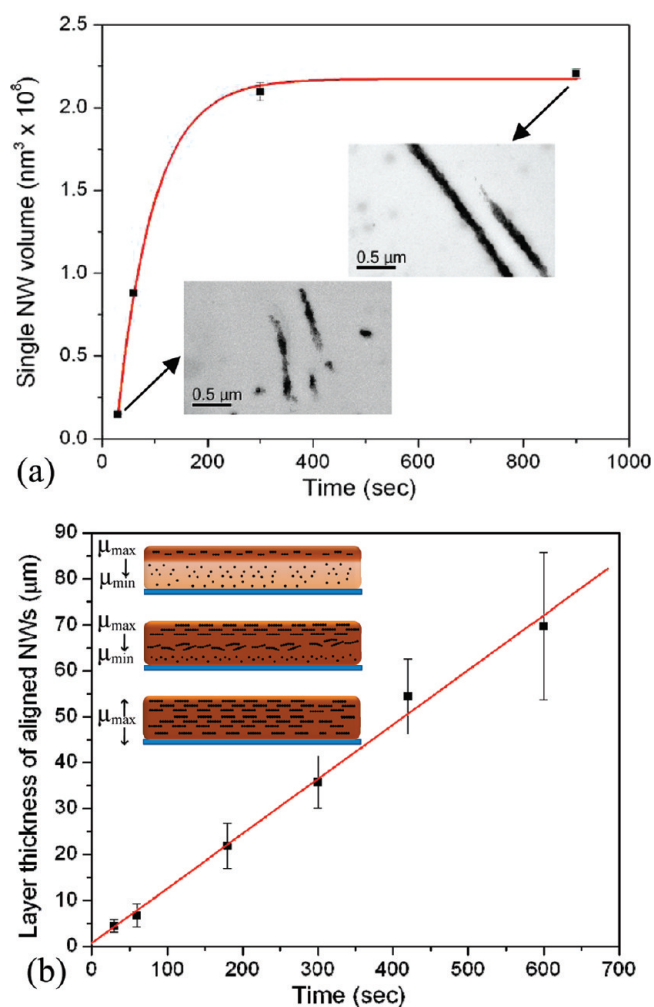 2.5
2.0
1.5
1.0
0.5
0.0
Single NW volume (nm³ x 10⁸)
0.5 µm
0.5 µm
0 200 400 600 800 1000
Time (sec)
(a)
90
80
70
60
50
40
30
20
10
0
Layer thickness of aligned NWs (µm)
µmax
µmin
µmax
µmin
µmax
0 100 200 300 400 500 600 700
Time (sec)
(b)